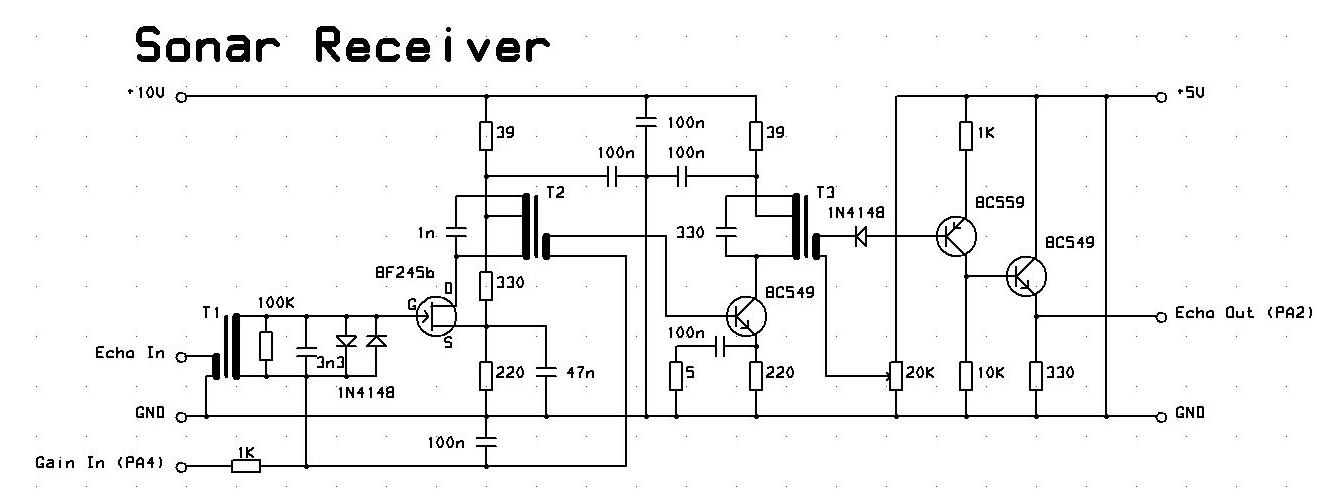 Sonar Receiver
+10V
+5V
39
100n
39
1K
100n
100n
T2
T3
1N4148
BC559
1n
330
BC549
BF245b
D
G
S
330
BC549
T1
100K
Echo In
3n3
1N4148
100n
Echo Out (PA2)
220
47n
5
220
20K
10K
330
GND
GND
100n
Gain In (PA4)
1K